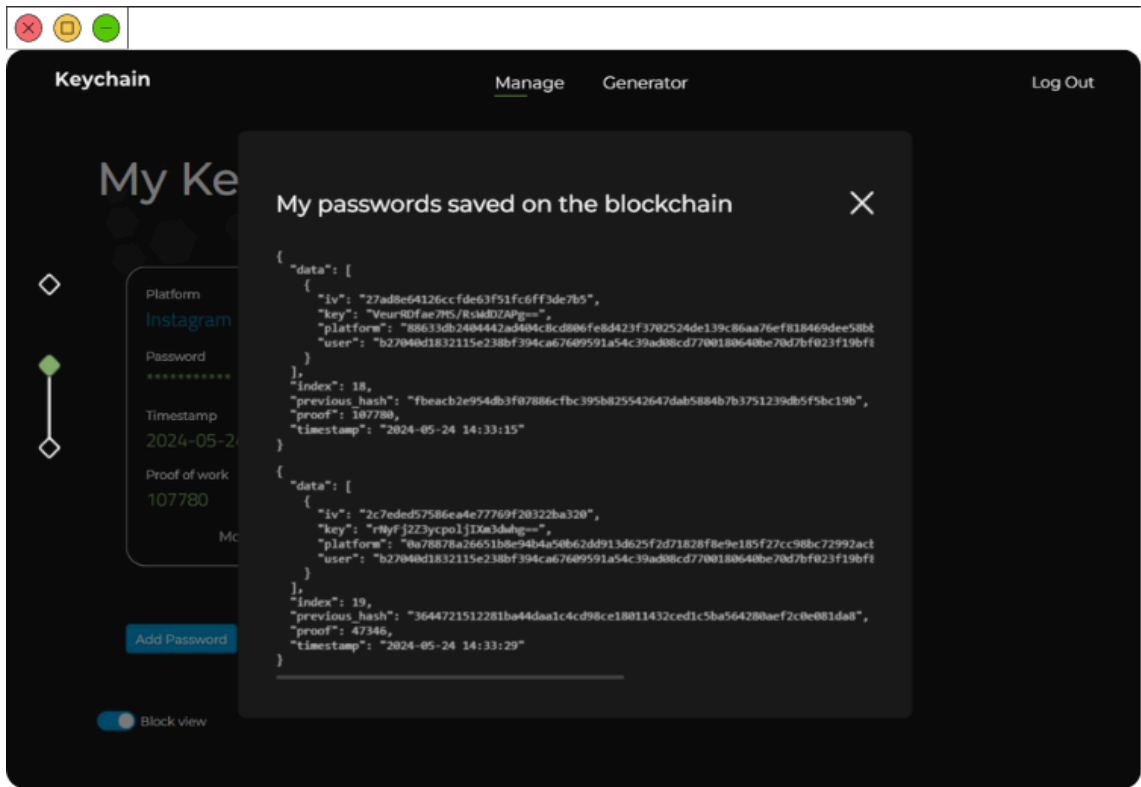 Keychain
Manage
Generator
Log Out
My Ke
My passwords saved on the blockchain
{
"data": [
{
"iv": "27ad8e64126ccfde63f51fc6ff3de7b5",
"key": "VeurRDfae7MS/RsWdDZAPg==",
"platform": "88633db2404442ad404c8cd806fe8d423f3702524de139c86aa76ef818469dee58bb
"user": "b27040d1832115e238bf394ca67609591a54c39ad08cd7700180640be70d7bf023f19bf8
}
],
"index": 18,
"previous_hash": "fbeacb2e954db3f07886cfbc395b825542647dab5884b7b3751239db5f5bc19b",
"proof": 107780,
"timestamp": "2024-05-24 14:33:15"
}
{
"data": [
{
"iv": "2c7eded57586ea4e77769f20322ba320",
"key": "rNyFj2Z3ycpoljIXm3dwhg==",
"platform": "0a78878a26651b8e94b4a50b62dd913d625f2d71828f8e9e185f27cc98bc72992acb
"user": "b27040d1832115e238bf394ca67609591a54c39ad08cd7700180640be70d7bf023f19bf8
}
],
"index": 19,
"previous_hash": "3644721512281ba44daa1c4cd98ce18011432ced1c5ba564280aef2c0e081da8",
"proof": 47346,
"timestamp": "2024-05-24 14:33:29"
}
Platform
Instagram
Password
***********
Timestamp
2024-05-24
Proof of work
107780
Mo
Add Password
Block view